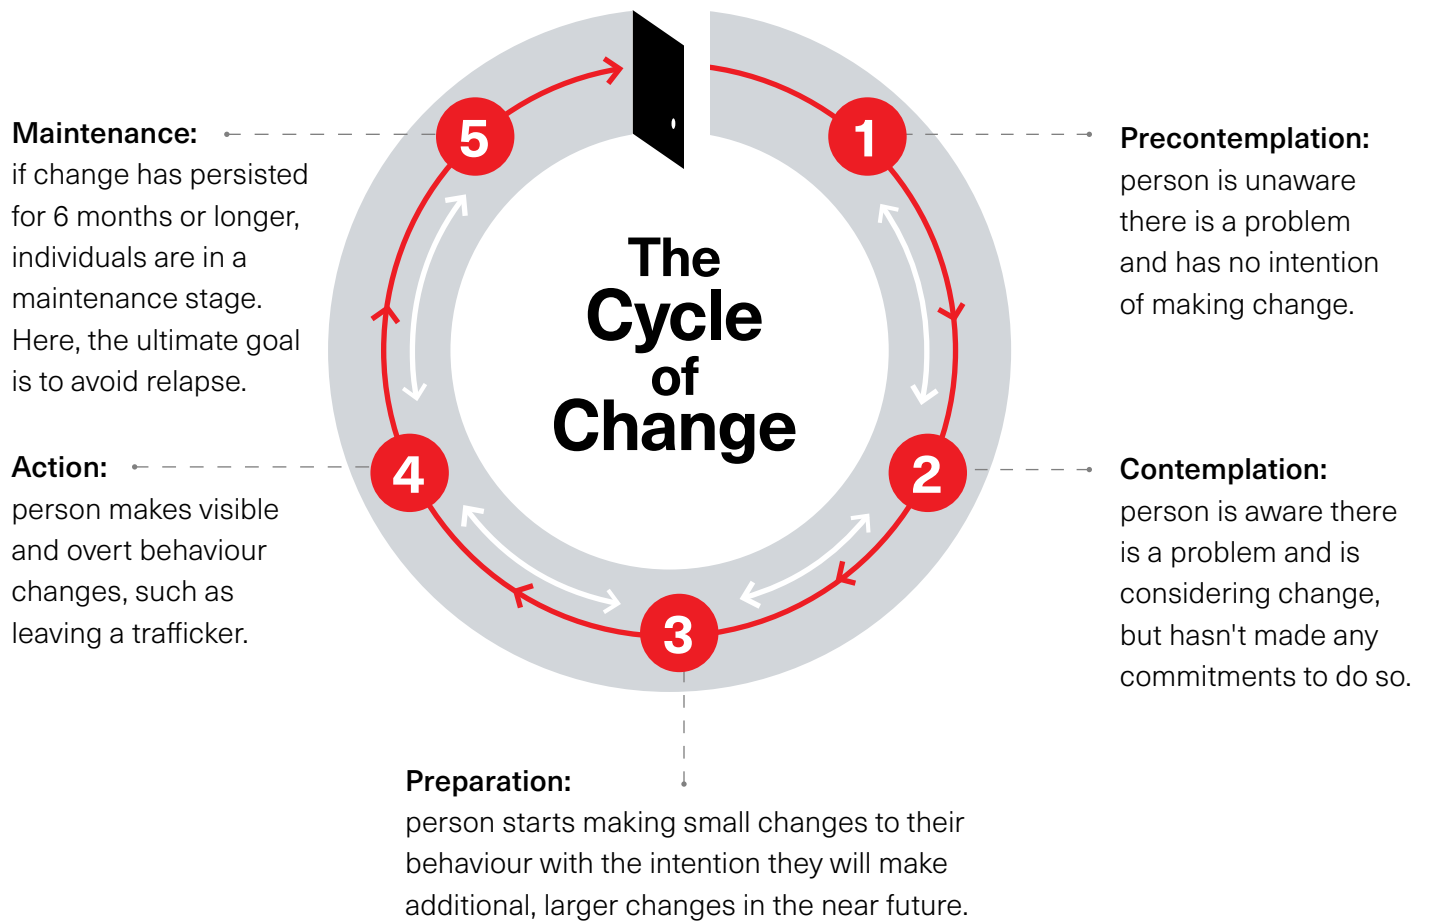 The
Cycle
of
Change
1
Precontemplation:
person is unaware
there is a problem
and has no intention
of making change.
2
Contemplation:
person is aware there
is a problem and is
considering change,
but hasn't made any
commitments to do so.
3
Preparation:
person starts making small changes to their
behaviour with the intention they will make
additional, larger changes in the near future.
4
Action:
person makes visible
and overt behaviour
changes, such as
leaving a trafficker.
5
Maintenance:
if change has persisted
for 6 months or longer,
individuals are in a
maintenance stage.
Here, the ultimate goal
is to avoid relapse.